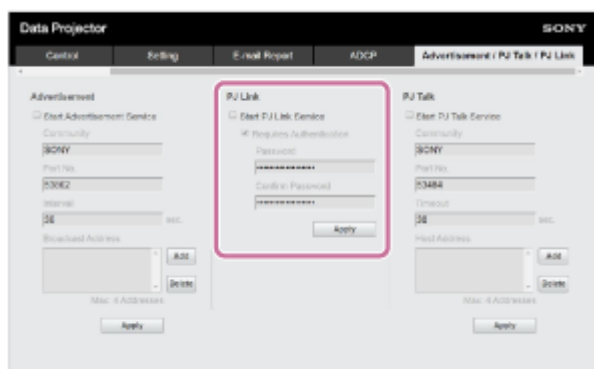 Data Projector
SONY
Control
Setting
E-mail Report
ADCP
Advertisement / PJ Talk / PJ Link
Advertisement
Start Advertisement Service
Community
SONY
Port No.
53862
Interval
30
sec.
Broadcast Address
Add
Delete
Max: 4 Addresses
Apply
PJ Link
Start PJ Link Service
Requires Authentication
Password
Confirm Password
Apply
PJ Talk
Start PJ Talk Service
Community
SONY
Port No.
53484
Timeout
30
sec.
Host Address
Add
Delete
Max: 4 Addresses
Apply